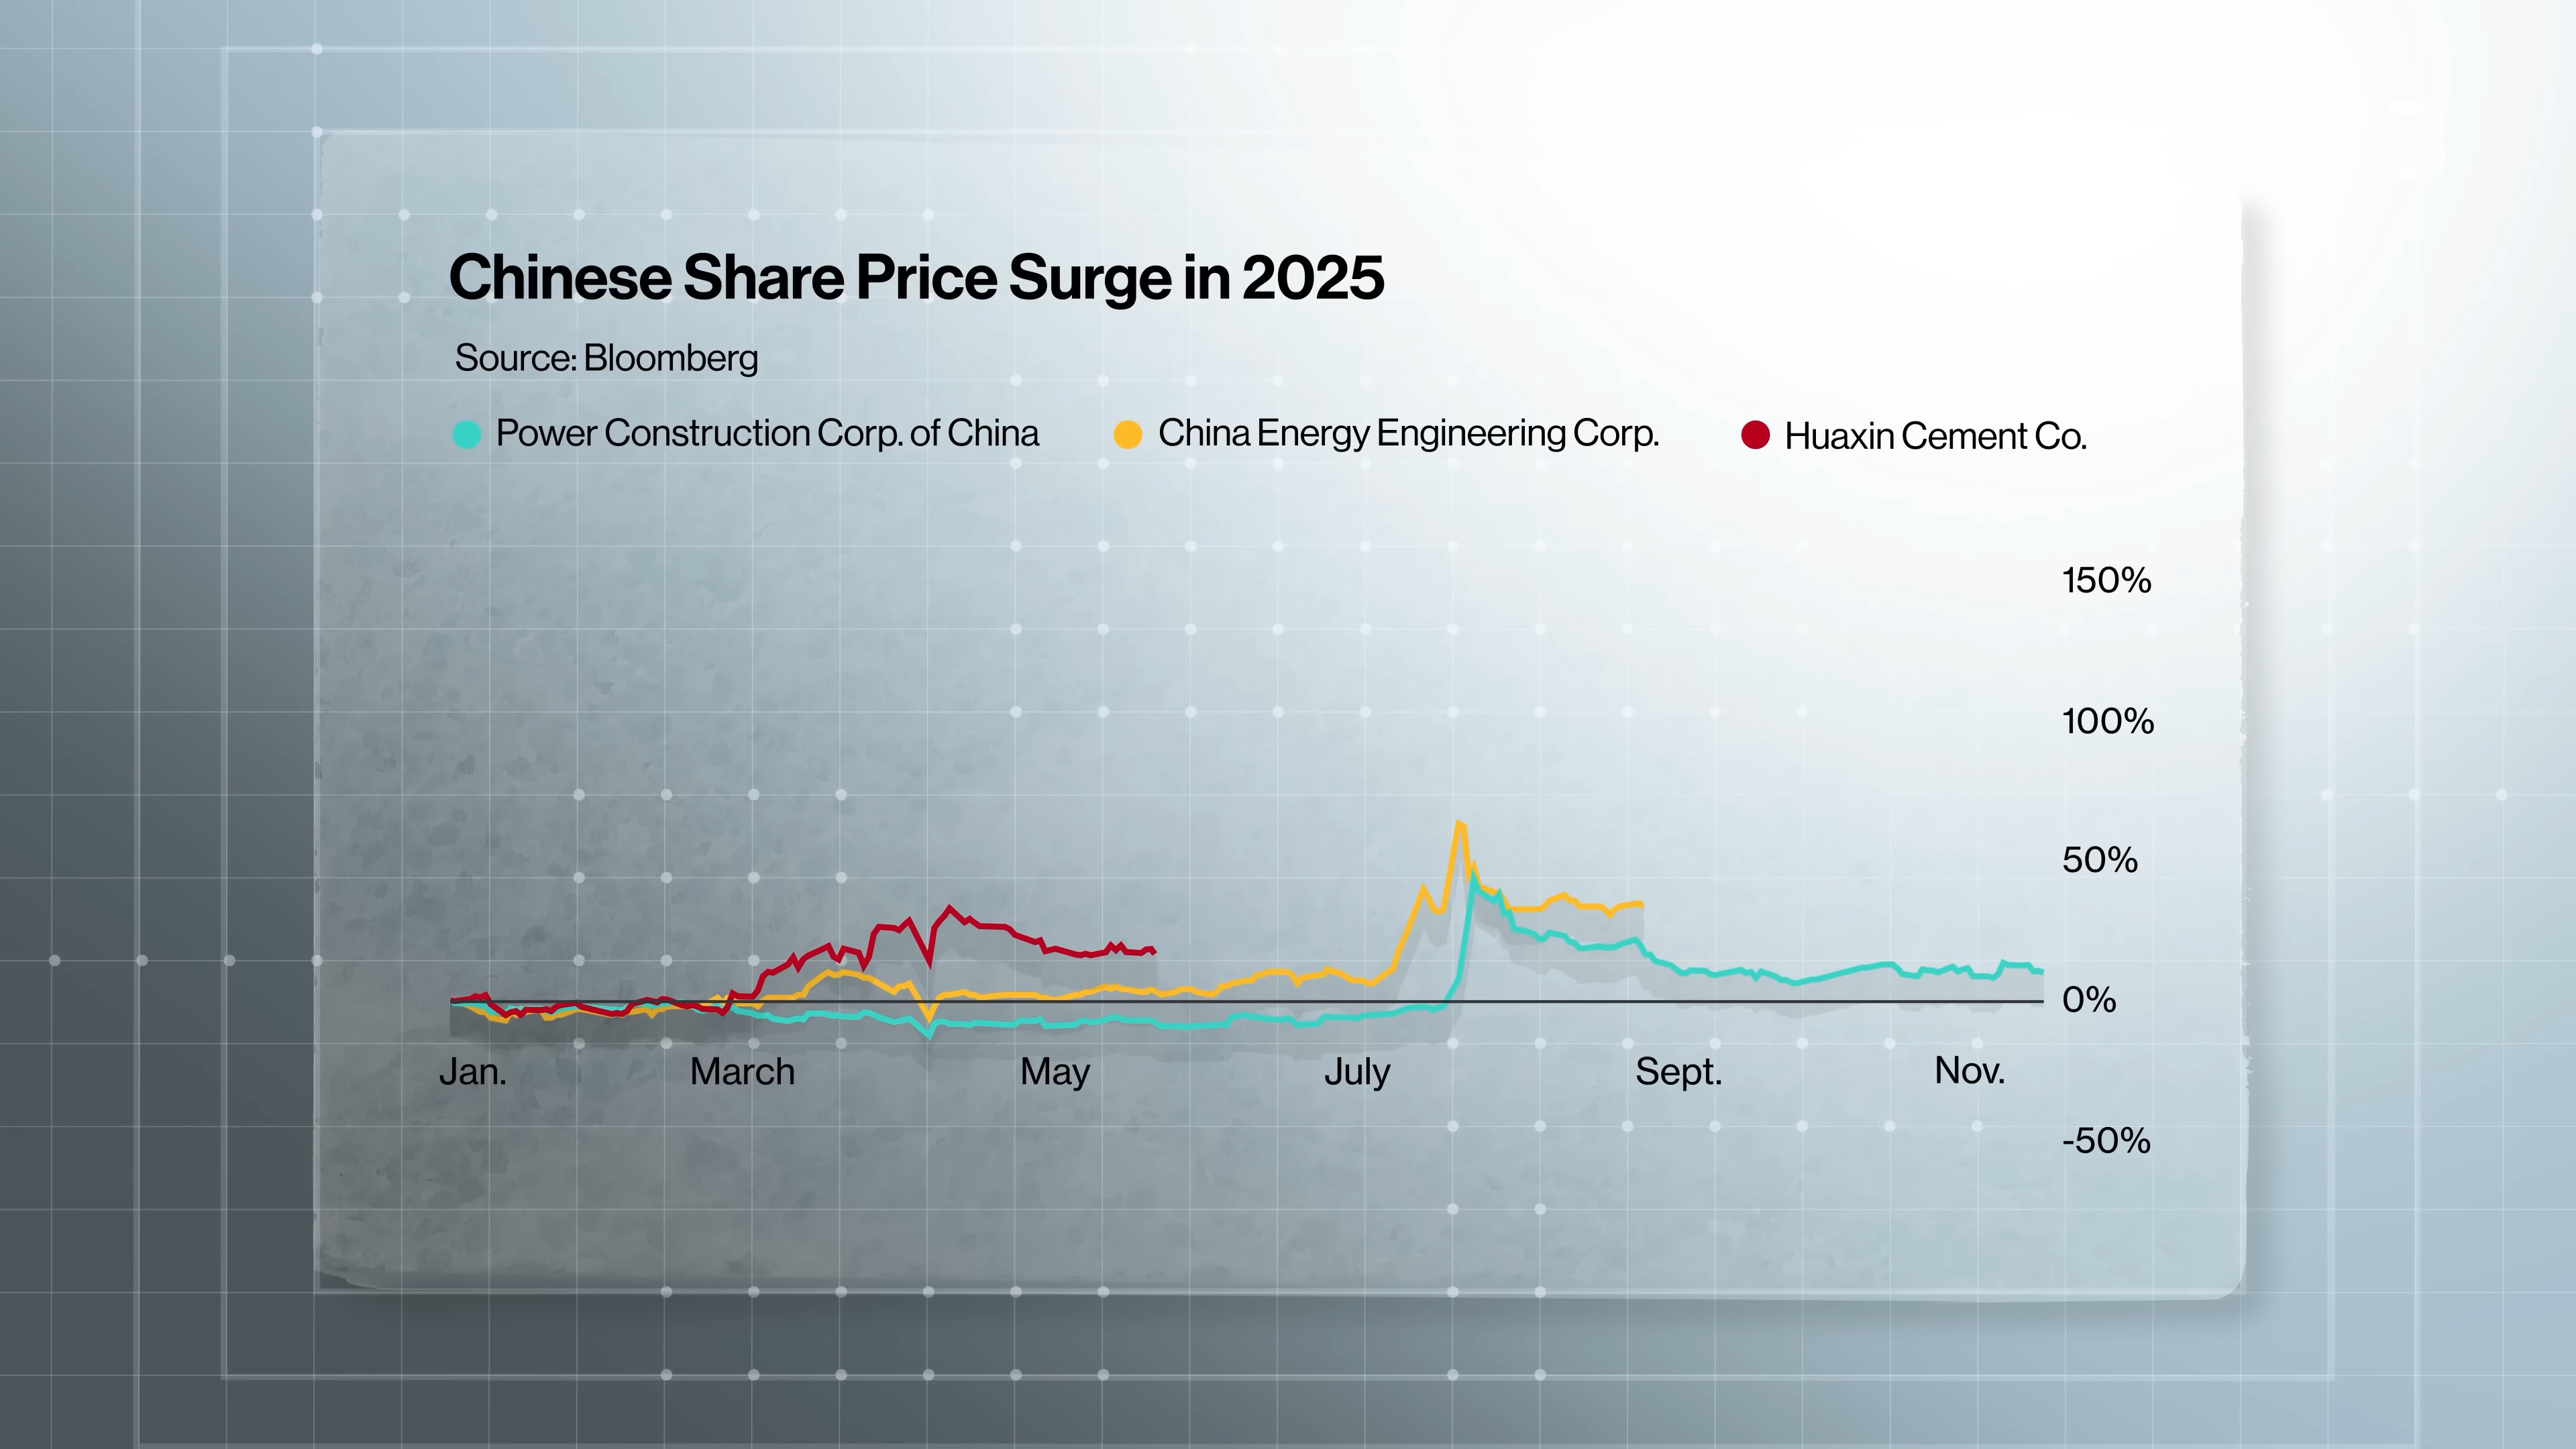 Chinese Share Price Surge in 2025
Source: Bloomberg
Power Construction Corp. of China
China Energy Engineering Corp.
Huaxin Cement Co.
150%
100%
50%
0%
Jan.
March
May
July
Sept.
Nov.
-50%